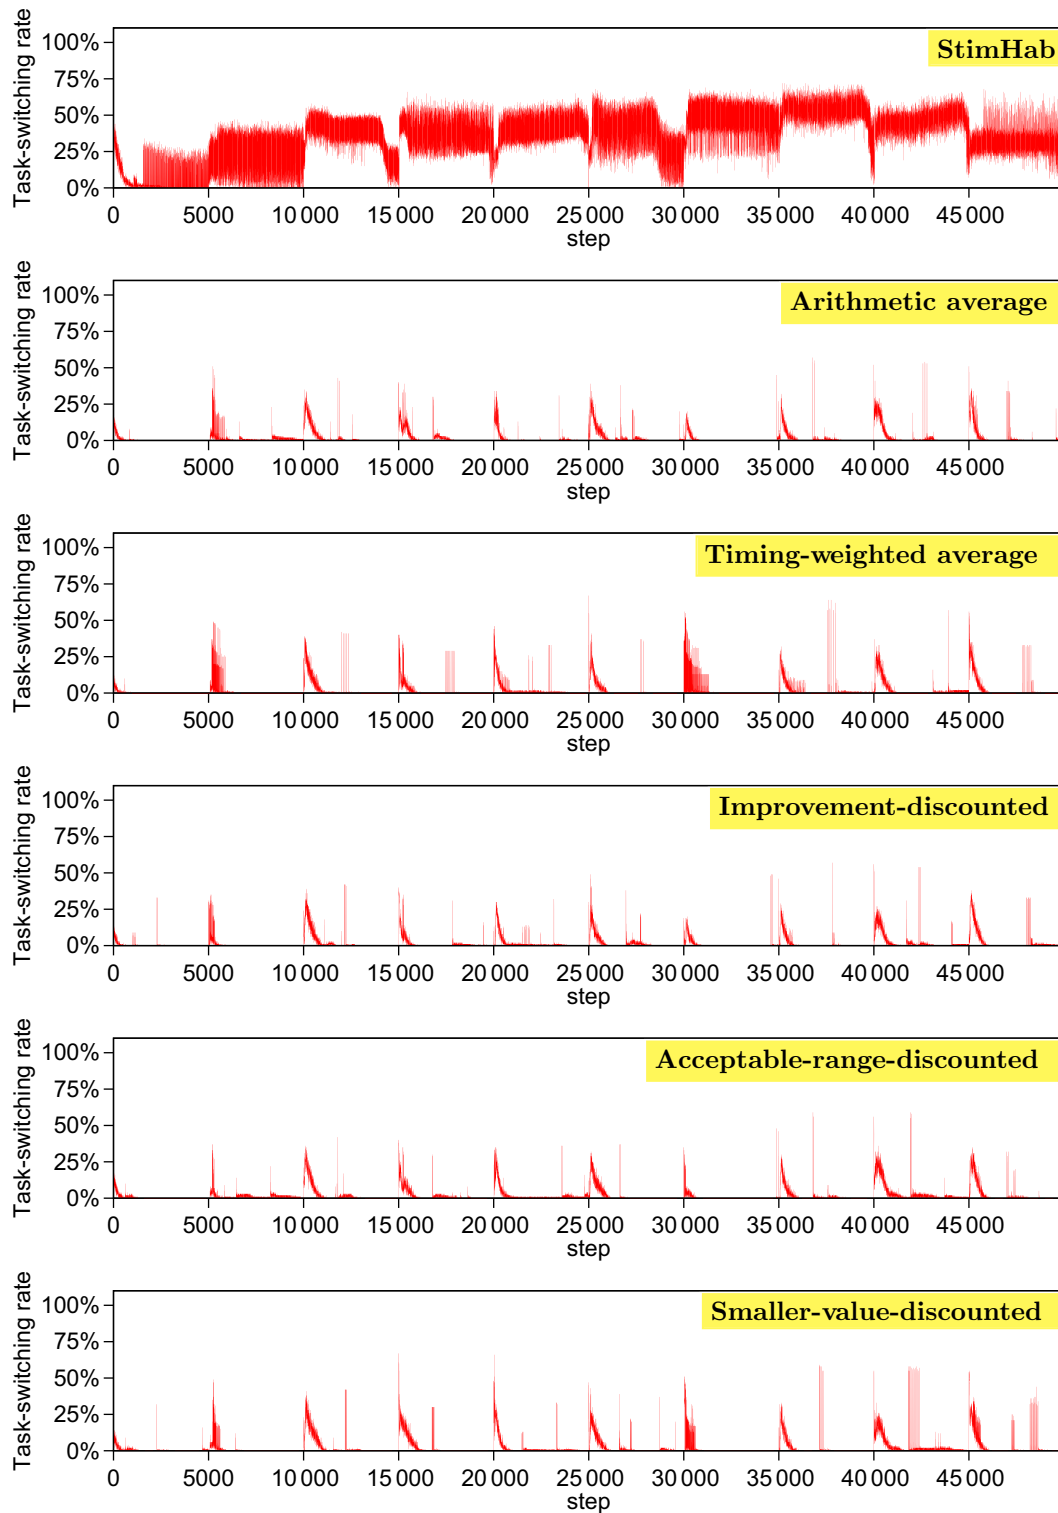 StimHab
Task-switching rate
100%
75%
50%
25%
0%
0 5000 10 000 15 000 20 000 25 000 30 000 35 000 40 000 45 000
step
Arithmetic average
Task-switching rate
100%
75%
50%
25%
0%
0 5000 10 000 15 000 20 000 25 000 30 000 35 000 40 000 45 000
step
Timing-weighted average
Task-switching rate
100%
75%
50%
25%
0%
0 5000 10 000 15 000 20 000 25 000 30 000 35 000 40 000 45 000
step
Improvement-discounted
Task-switching rate
100%
75%
50%
25%
0%
0 5000 10 000 15 000 20 000 25 000 30 000 35 000 40 000 45 000
step
Acceptable-range-discounted
Task-switching rate
100%
75%
50%
25%
0%
0 5000 10 000 15 000 20 000 25 000 30 000 35 000 40 000 45 000
step
Smaller-value-discounted
Task-switching rate
100%
75%
50%
25%
0%
0 5000 10 000 15 000 20 000 25 000 30 000 35 000 40 000 45 000
step